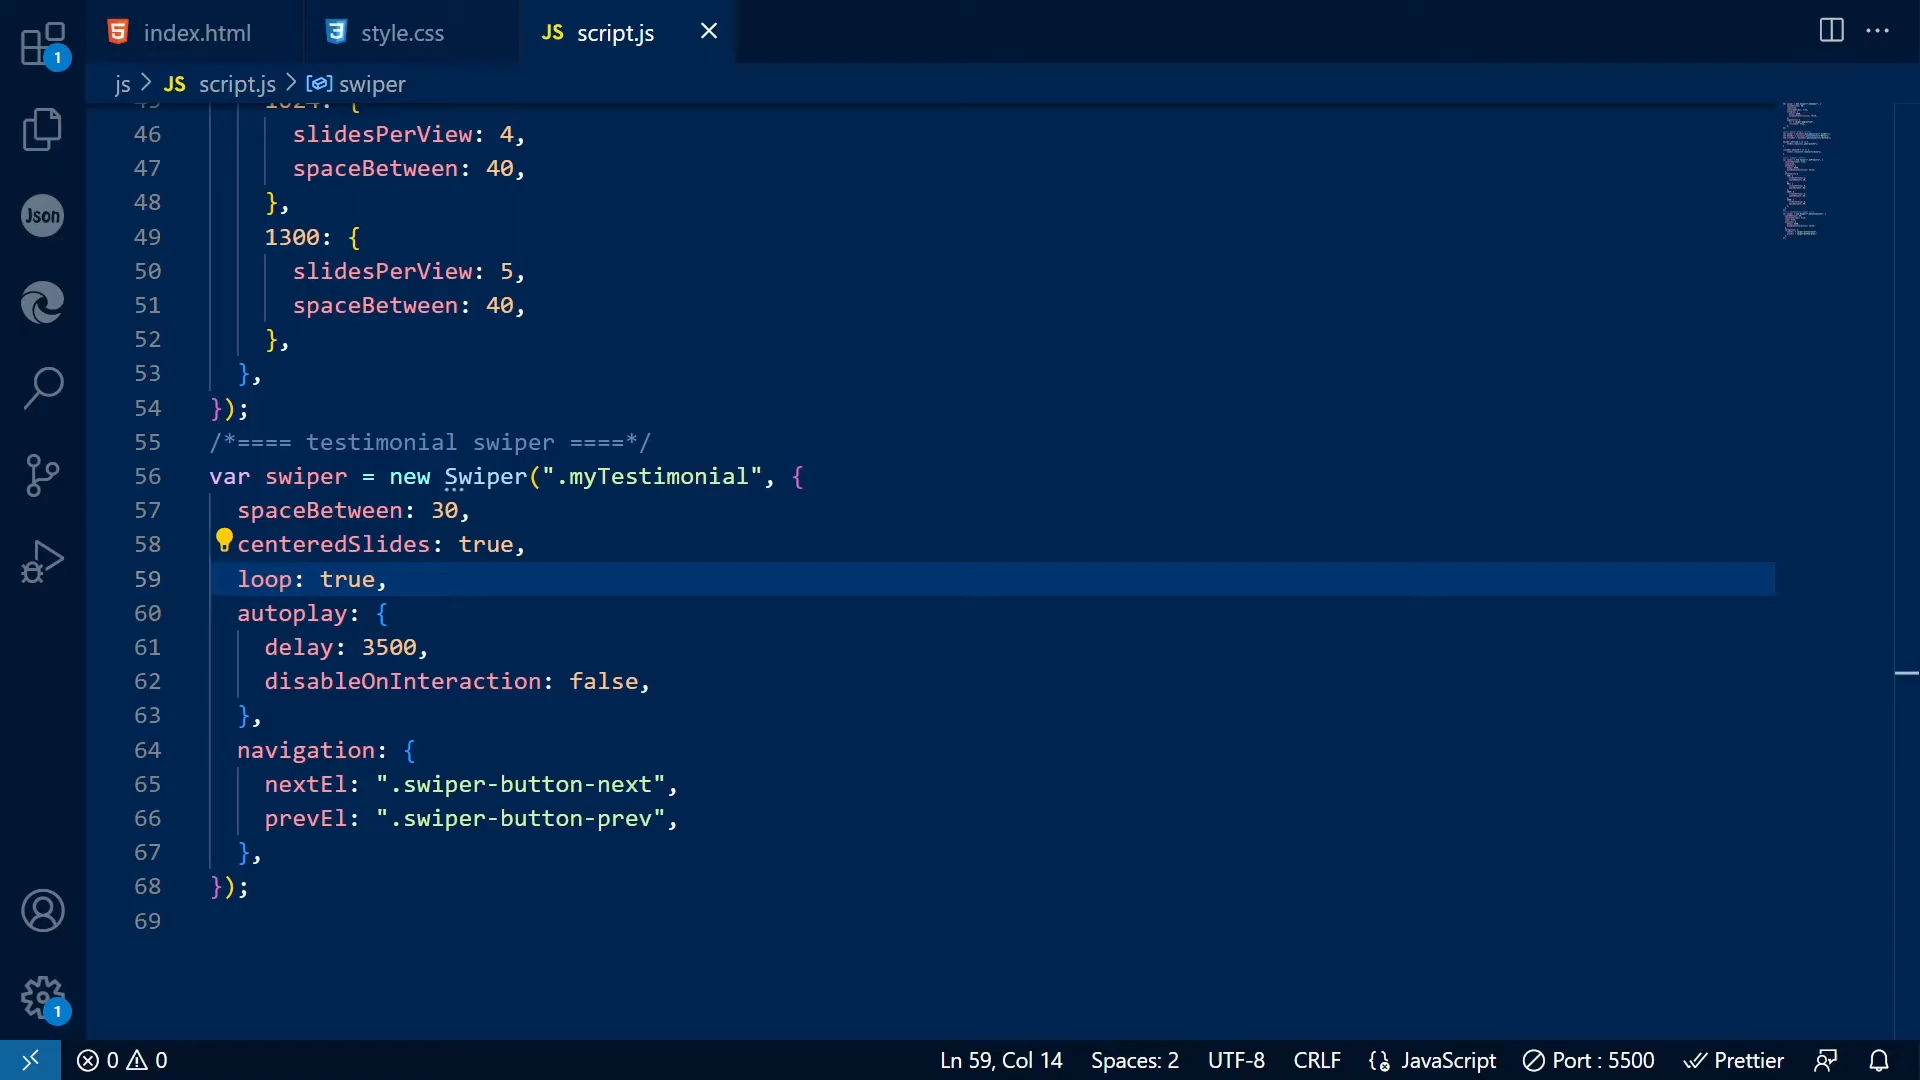 1
index.html
style.css
JS script.js
js > JS script.js > swiper
45 1024: {
46 slidesPerView: 4,
47 spaceBetween: 40,
48 },
49 1300: {
50 slidesPerView: 5,
51 spaceBetween: 40,
52 },
53 },
54 });
55 /*==== testimonial swiper ====*/
56 var swiper = new Swiper(".myTestimonial", {
57 spaceBetween: 30,
58 centeredSlides: true,
59 loop: true,
60 autoplay: {
61 delay: 3500,
62 disableOnInteraction: false,
63 },
64 navigation: {
65 nextEl: ".swiper-button-next",
66 prevEl: ".swiper-button-prev",
67 },
68 });
69
Json
1
0 0
Ln 59, Col 14 Spaces: 2 UTF-8 CRLF JavaScript Port : 5500 Prettier